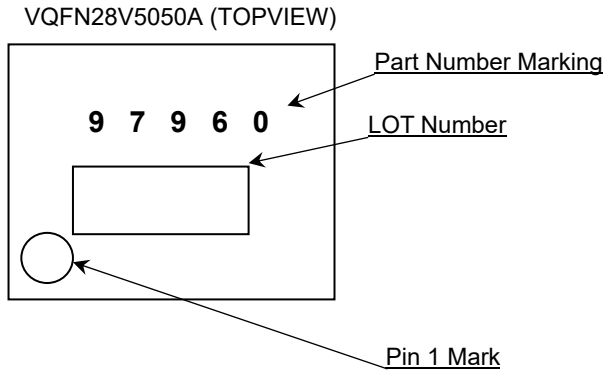 VQFN28V5050A (TOPVIEW)
Part Number Marking
9 7 9 6 0
LOT Number
Pin 1 Mark